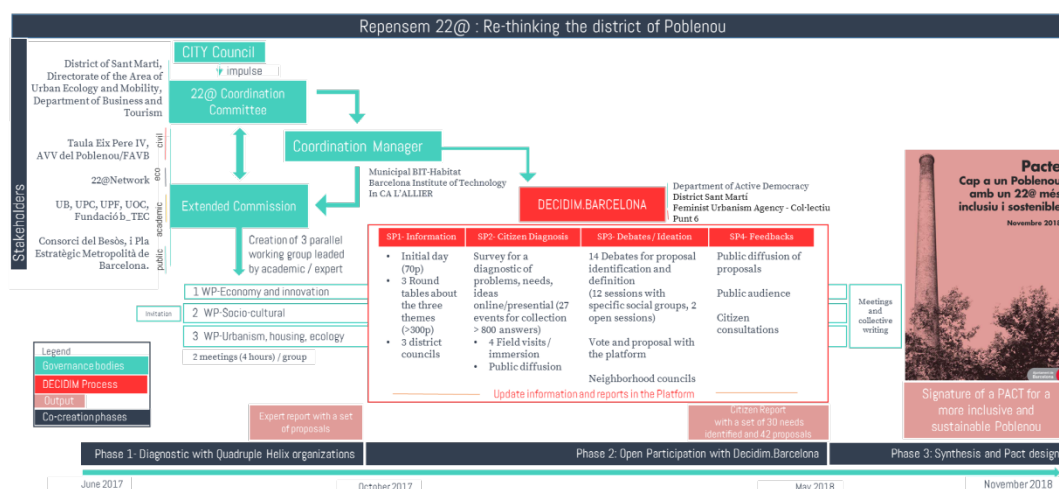 Repensem 22@ : Re-thinking the district of Poblenou
Stakeholders
District of Sant Marti,
Directorate of the Area of
Urban Ecology and Mobility,
Department of Business and
Tourism
civil
Taula Eix Pere IV,
AVV del Poblenou/FAVB
eco
22@Network
academic
UB, UPC, UPF, UOC,
Fundació b_TEC
public
Consorci del Besòs, i Pla
Estratègic Metropolità de
Barcelona.
CITY Council
impulse
22@ Coordination
Committee
Coordination Manager
Municipal BIT-Habitat
Barcelona Institute of Technology
In CA L'ALLIER
Extended Commission
Creation of 3 parallel
working group leaded
by academic / expert
DECIDIM.BARCELONA
Department of Active Democracy
District Sant Martí
Feminist Urbanism Agency - Col·lectiu
Punt 6
SP1- Information
• Initial day
(70p)
• 3 Round
tables about
the three
themes
(>300p)
• 3 district
councils
SP2- Citizen Diagnosis
Survey for a
diagnostic of
problems, needs,
ideas
online/presential (27
events for collection
> 800 answers)
• 4 Field visits/
immersion
• Public diffusion
SP3- Debates / Ideation
14 Debates for proposal
identification and
definition
(12 sessions with
specific social groups, 2
open sessions)
Vote and proposal with
the platform
Neighborhood councils
SP4- Feedbacks
Public diffusion of
proposals
Public audience
Citizen
consultations
Update information and reports in the Platform
Invitation
1 WP-Economy and innovation
2 WP-Socio-cultural
3 WP-Urbanism, housing, ecology
2 meetings (4 hours) / group
Meetings
and
collective
writing
Pacte
Cap a un Poblenou
amb un 22@ més
inclusiu i sostenible
Novembre 2018
Legend
Governance bodies
DECIDIM Process
Output
Co-creation phases
Expert report with a set
of proposals
Citizen Report
with a set of 30 needs
identified and 42 proposals
Signature of a PACT for a
more inclusive and
sustainable Poblenou
Phase 1- Diagnostic with Quadruple Helix organizations
Phase 2: Open Participation with Decidim.Barcelona
Phase 3: Synthesis and Pact design
June 2017
October 2017
May 2018
November 2018